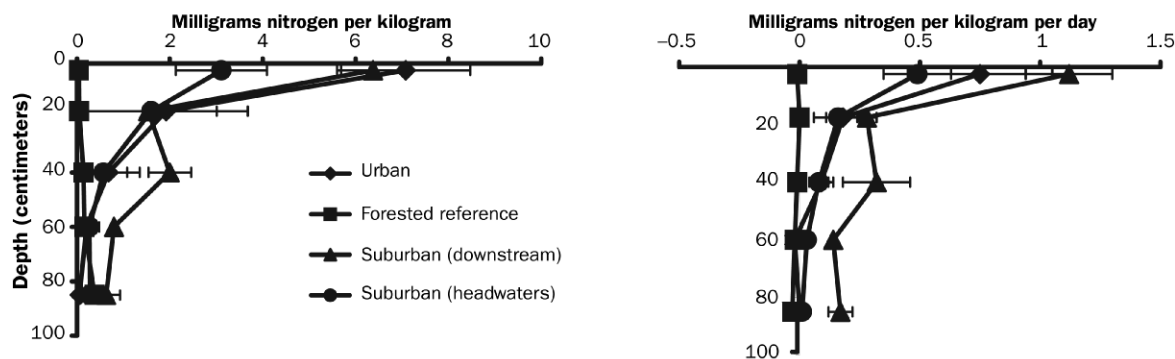 Milligrams nitrogen per kilogram
0 2 4 6 8 10
0
20
40
60
80
100
Depth (centimeters)
Urban
Forested reference
Suburban (downstream)
Suburban (headwaters)
Milligrams nitrogen per kilogram per day
−0.5 0 0.5 1 1.5
20
40
60
80
100